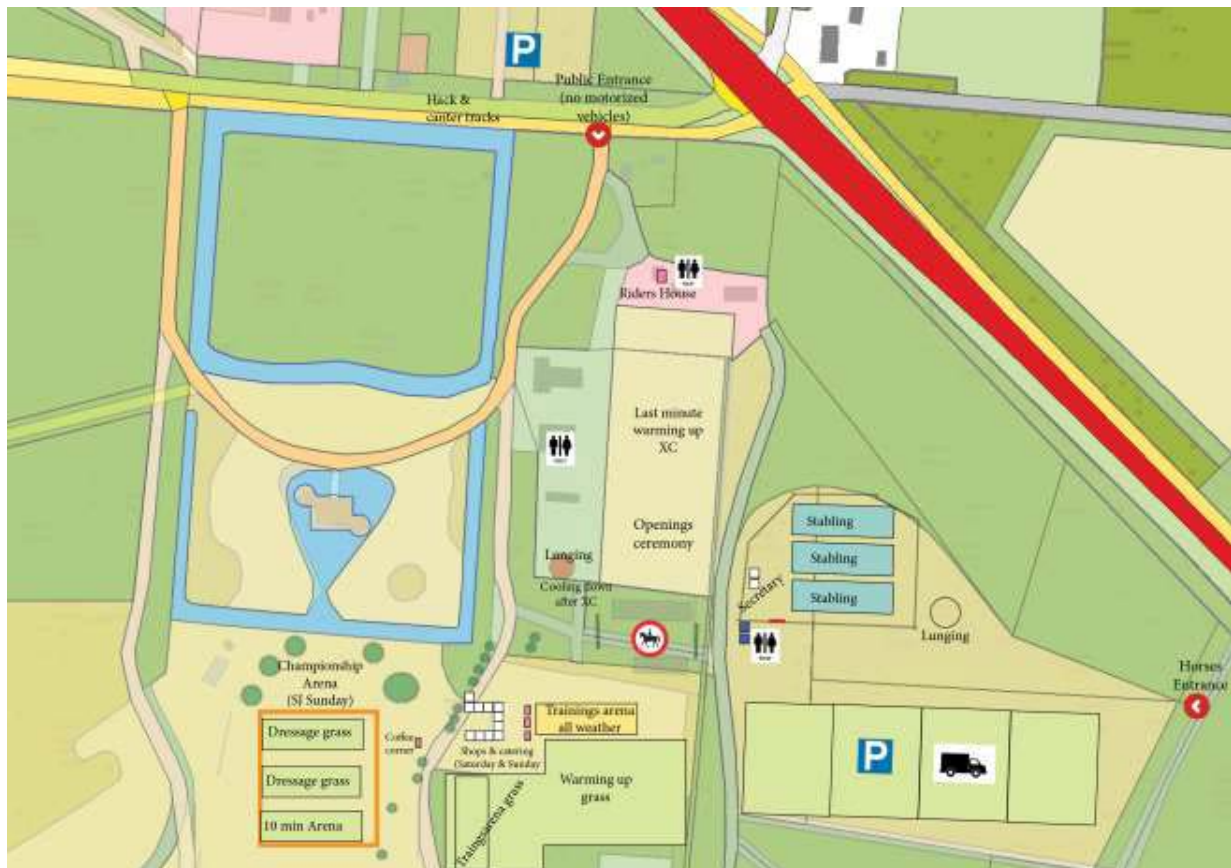 P
Public Entrance
(no motorized
vehicles)
Hack &
canter tracks
Riders House
Last minute
warming up
XC
Openings
ceremony
Lunging
Cooling down
after XC
Stabling
Stabling
Stabling
Secretary
Lunging
Horses
Entrance
Championship
Arena
(SJ Sunday)
Dressage grass
Dressage grass
10 min Arena
Coffee
corner
Shops & catering
(Saturday & Sunday
Trainings arena
all weather
Warming up
grass
Traingsarena grass
P